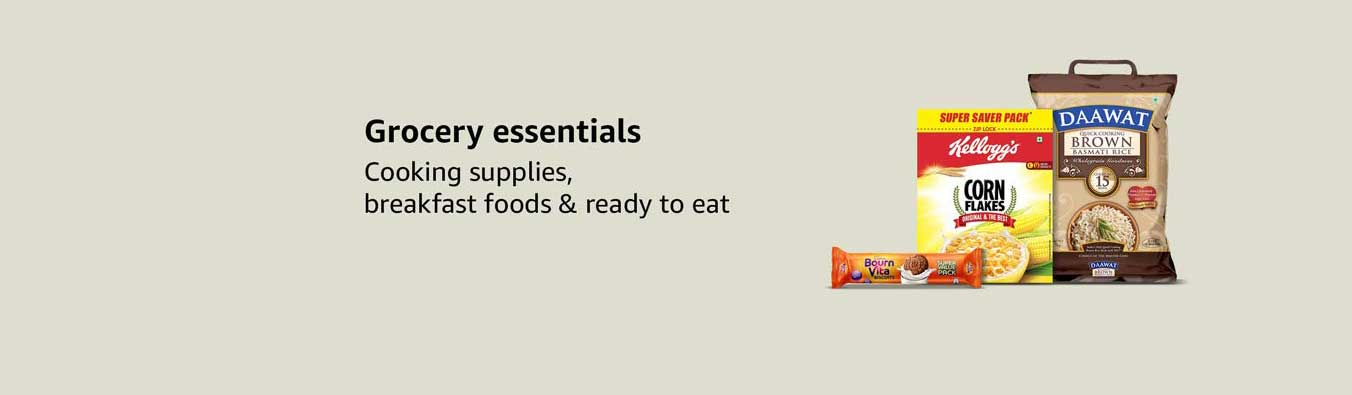 Grocery essentials
Cooking supplies,
breakfast foods & ready to eat
SUPER SAVER PACK*
ZIP LOCK
Kellogg's
CORN
FLAKES
ORIGINAL & THE BEST
Bourn
Vita
BISCUITS
SUPER
VALUE
PACK
DAAWAT
QUICK COOKING
BROWN
BASMATI RICE
Wholegrain Goodness
15
DAAWAT
BROWN